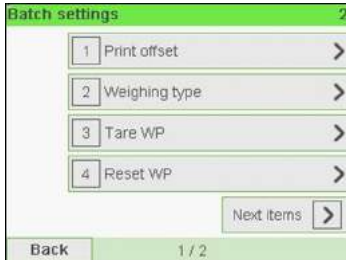 Batch settings 2
1 Print offset
2 Weighing type
3 Tare WP
4 Reset WP
Next items
Back 1 / 2